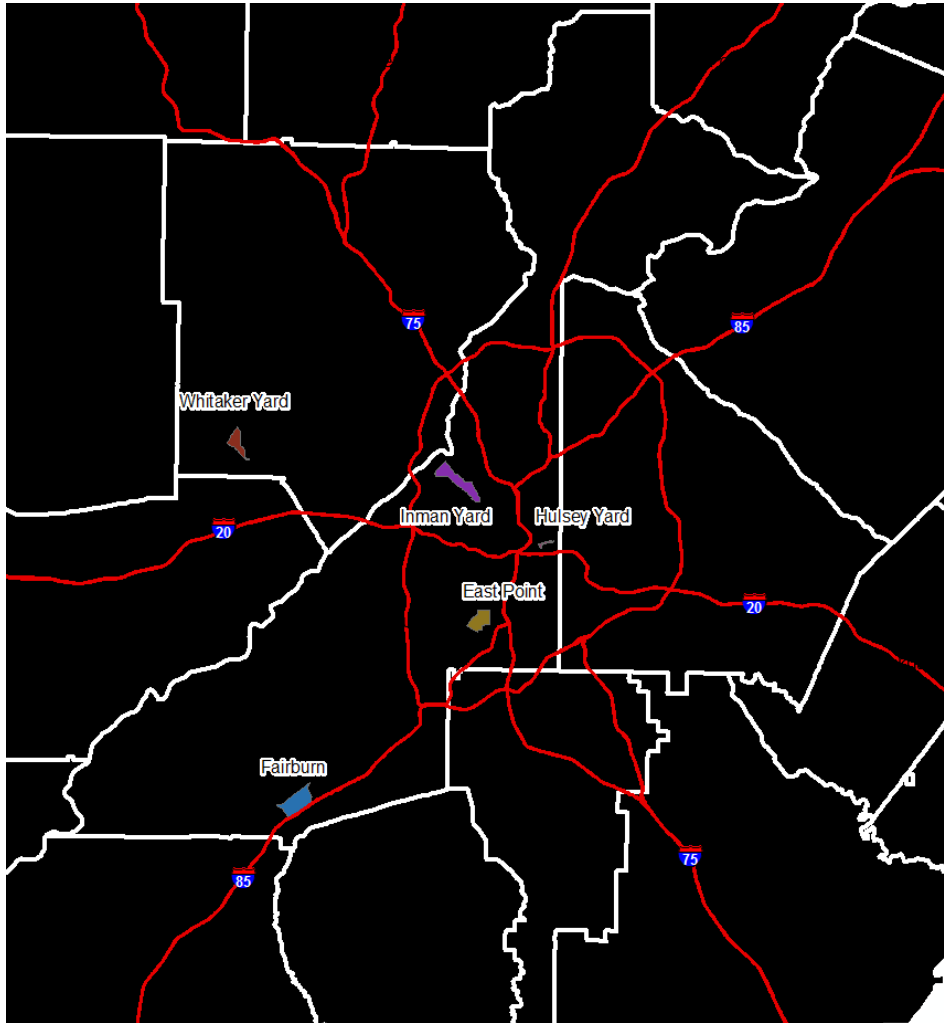 75
85
Whitaker Yard
Inman Yard
Hulsey Yard
20
East Point
20
Fairburn
75
85